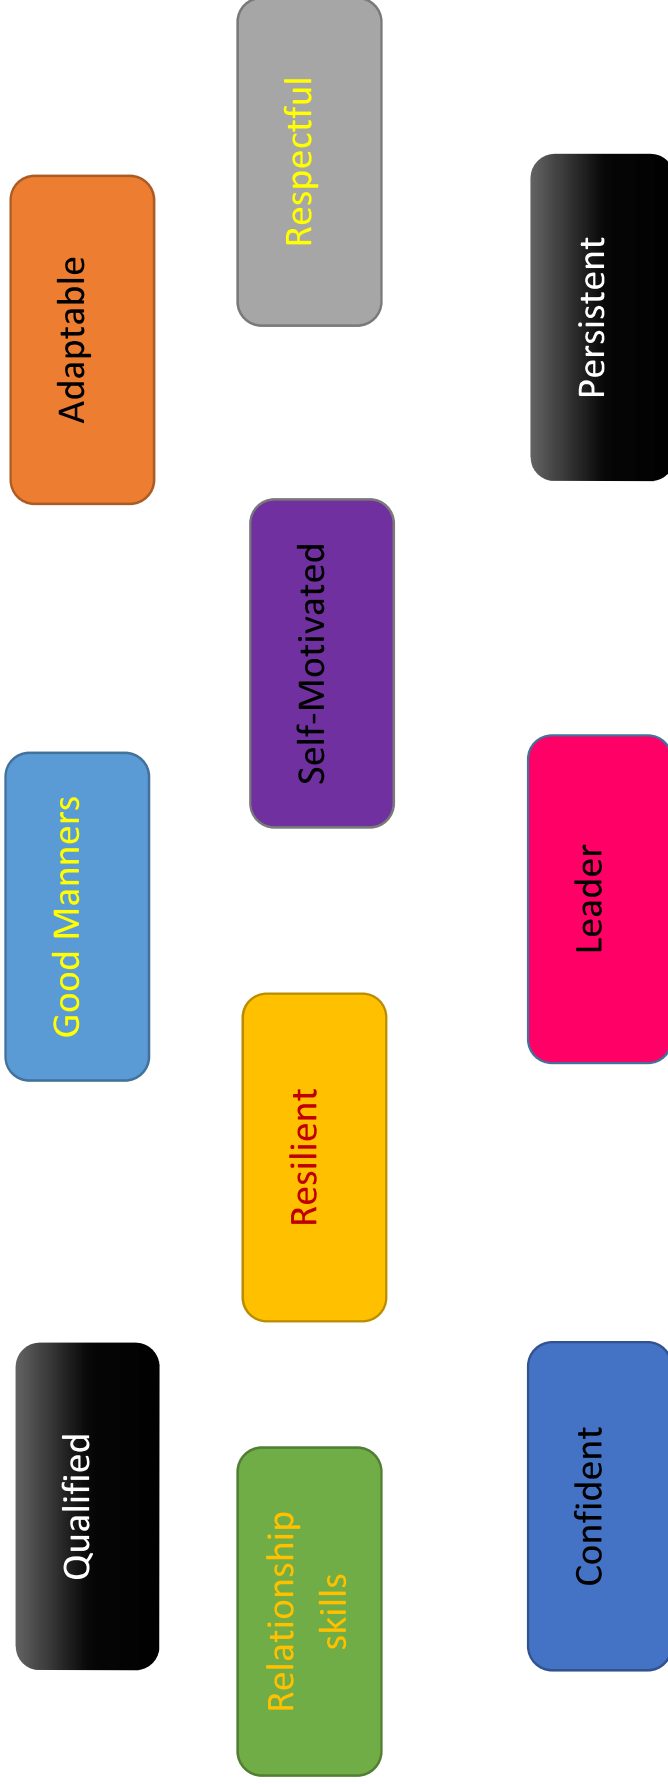 Qualified
Good Manners
Adaptable
Relationship
skills
Resilient
Self-Motivated
Respectful
Confident
Leader
Persistent